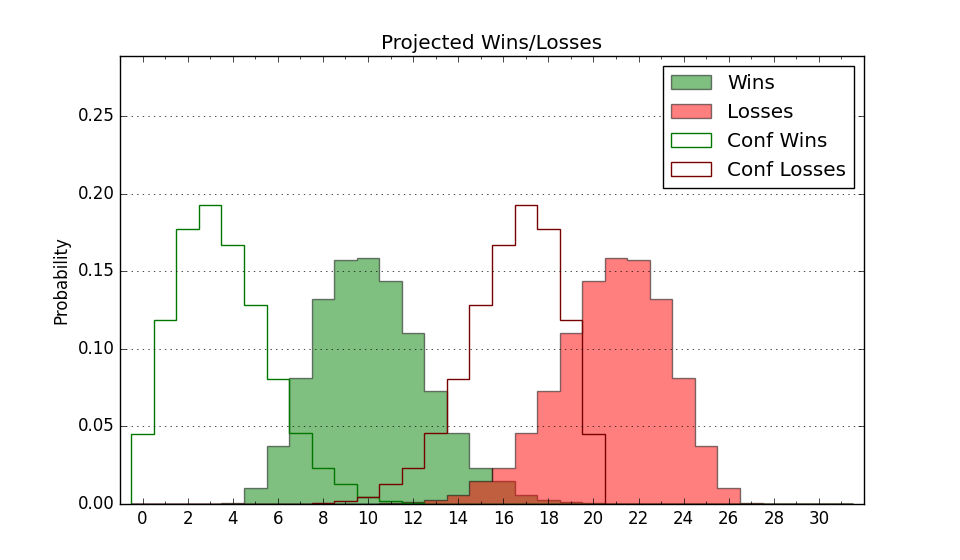 Projected Wins/Losses
Wins
Losses
Conf Wins
Conf Losses
Probability
0.25
0.20
0.15
0.10
0.05
0.00
0 2 4 6 8 10 12 14 16 18 20 22 24 26 28 30